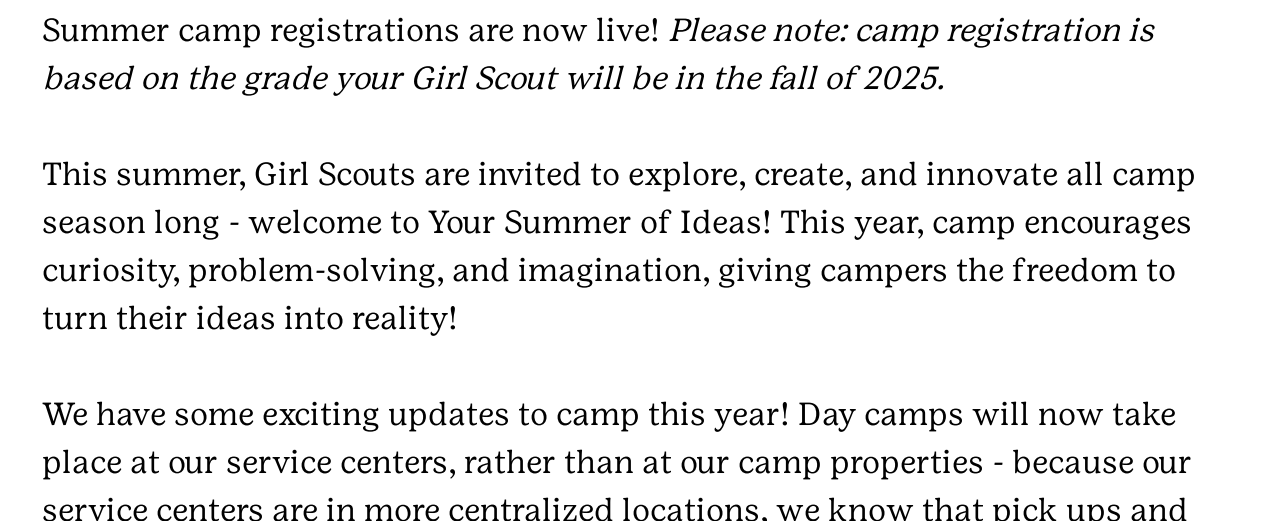 Summer camp registrations are now live! Please note: camp registration is
based on the grade your Girl Scout will be in the fall of 2025.
This summer, Girl Scouts are invited to explore, create, and innovate all camp
season long - welcome to Your Summer of Ideas! This year, camp encourages
curiosity, problem-solving, and imagination, giving campers the freedom to
turn their ideas into reality!
We have some exciting updates to camp this year! Day camps will now take
place at our service centers, rather than at our camp properties - because our
service centers are in more centralized locations, we know that pick ups and